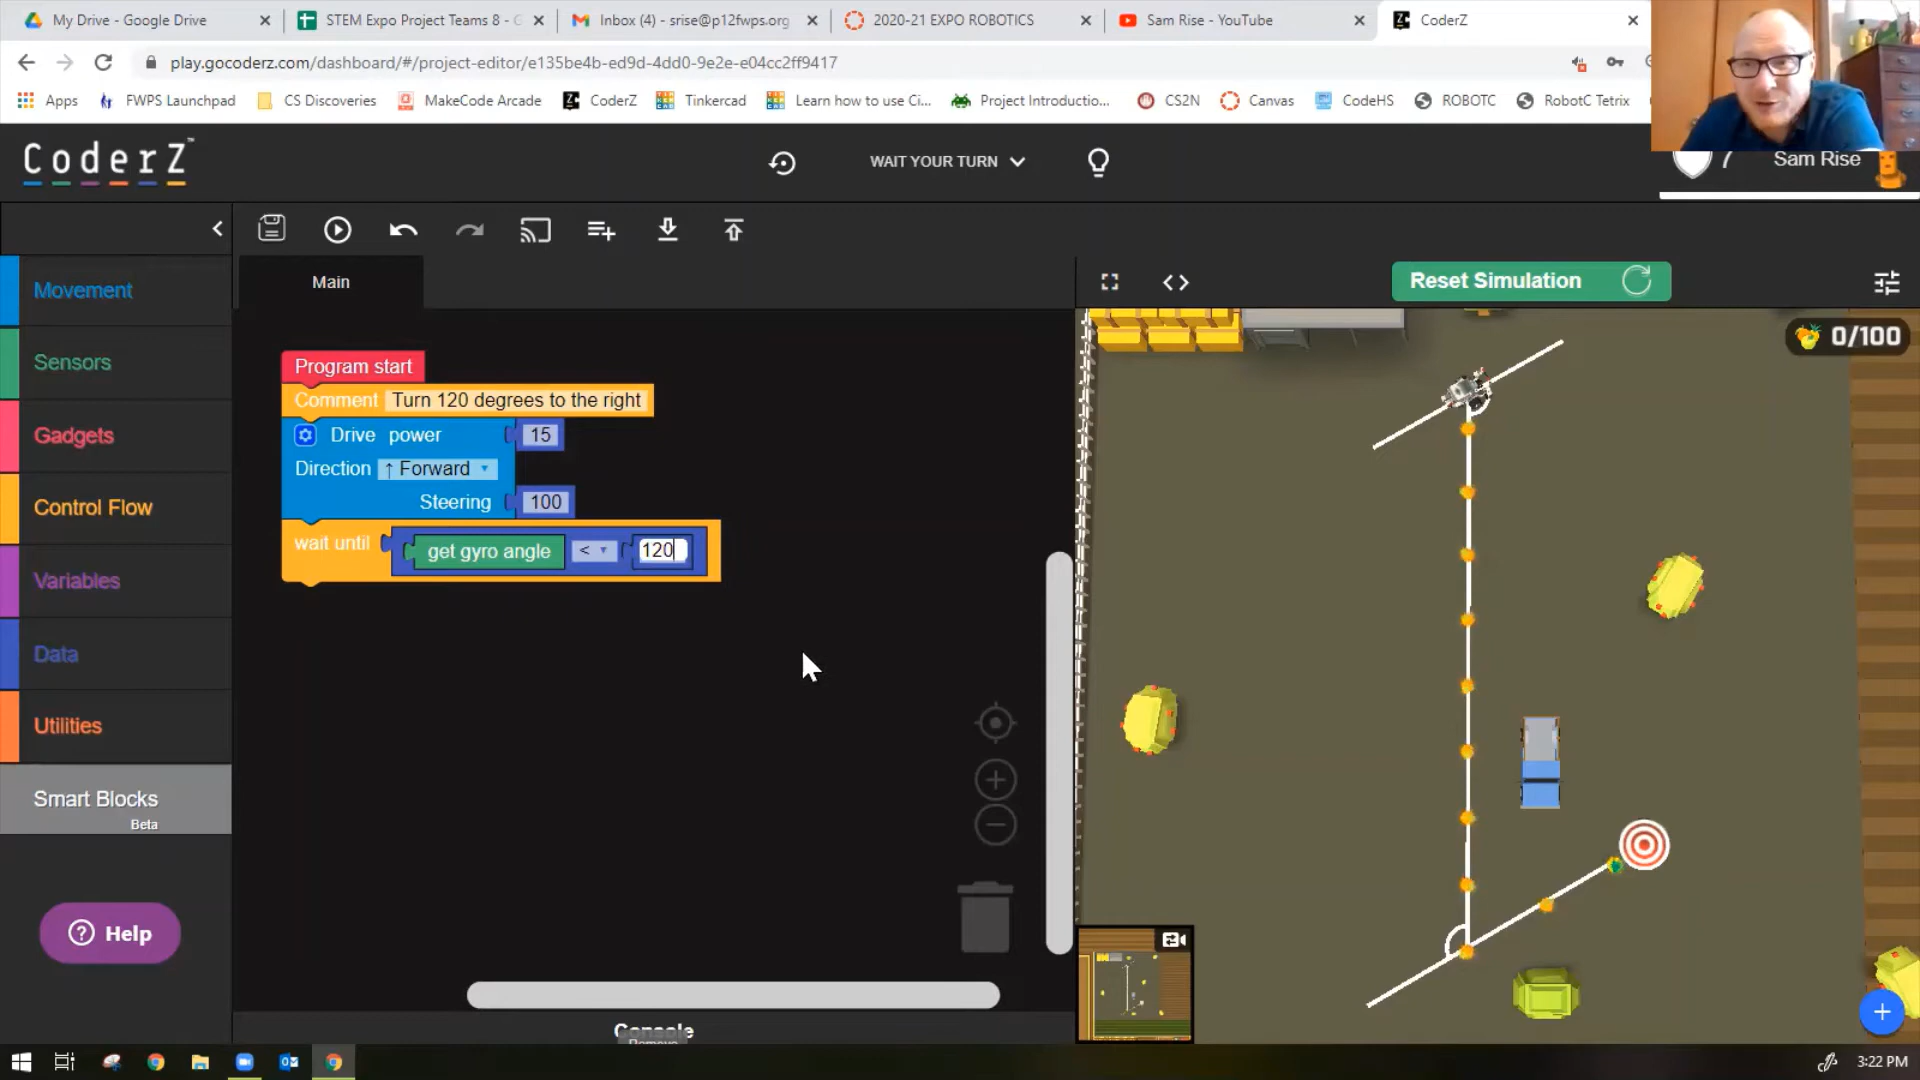 My Drive - Google Drive
STEM Expo Project Teams 8 - G
Inbox (4) - srise@p12fwps.org
2020-21 EXPO ROBOTICS
Sam Rise - YouTube
CoderZ
play.gocoderz.com/dashboard/#/project-editor/e135be4b-ed9d-4dd0-9e2e-e04cc2ff9417
Apps
FWPS Launchpad
CS Discoveries
MakeCode Arcade
CoderZ
Tinkercad
Learn how to use Ci...
Project Introductio...
CS2N
Canvas
CodeHS
ROBOTC
RobotC Tetrix
CoderZ™
WAIT YOUR TURN
7
Sam Rise
Main
Reset Simulation
Movement
Sensors
Gadgets
Control Flow
Variables
Data
Utilities
Smart Blocks
Beta
Help
Program start
Comment Turn 120 degrees to the right
Drive power 15
Direction ↑ Forward
Steering 100
wait until get gyro angle < 120
0/100
Console
Remove
3:22 PM